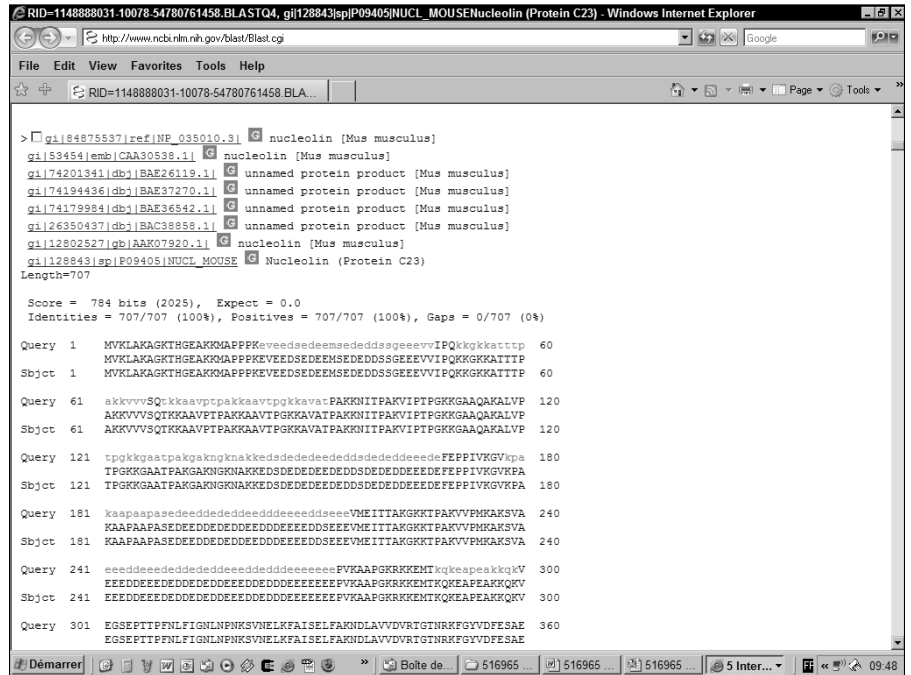 RID=1148888031-10078-54780761458.BLASTQ4, gi|128843|sp|P09405|NUCL_MOUSENucleolin (Protein C23) - Windows Internet Explorer
http://www.ncbi.nlm.nih.gov/blast/Blast.cgi Google
File Edit View Favorites Tools Help
RID=1148888031-10078-54780761458.BLA... Page Tools »
>gi|84875537|ref|NP_035010.3| G nucleolin [Mus musculus]
gi|53454|emb|CAA30538.1| G nucleolin [Mus musculus]
gi|74201341|dbj|BAE26119.1| G unnamed protein product [Mus musculus]
gi|74194436|dbj|BAE37270.1| G unnamed protein product [Mus musculus]
gi|74179984|dbj|BAE36542.1| G unnamed protein product [Mus musculus]
gi|26350437|dbj|BAC38858.1| G unnamed protein product [Mus musculus]
gi|12802527|gb|AAK07920.1| G nucleolin [Mus musculus]
gi|128843|sp|P09405|NUCL_MOUSE G Nucleolin (Protein C23)
Length=707
Score = 784 bits (2025), Expect = 0.0
Identities = 707/707 (100%), Positives = 707/707 (100%), Gaps = 0/707 (0%)
Query 1 MVKLAKAGKTHGEAKKMAPPPKeveedsedeemsededdssgeeevvIPQkkgkkatttp 60
MVKLAKAGKTHGEAKKMAPPPKEVEEDSEDEEMSEDEDDSSGEEEVVIPQKKGKKATTTP
Sbjct 1 MVKLAKAGKTHGEAKKMAPPPKEVEEDSEDEEMSEDEDDSSGEEEVVIPQKKGKKATTTP 60
Query 61 akkvvvSQtkkaavptpakkaavtpgkkavatPAKKNITPAKVIPTPGKKGAAQAKALVP 120
AKKVVVSQTKKAAVPTPAKKAAVTPGKKAVATPAKKNITPAKVIPTPGKKGAAQAKALVP
Sbjct 61 AKKVVVSQTKKAAVPTPAKKAAVTPGKKAVATPAKKNITPAKVIPTPGKKGAAQAKALVP 120
Query 121 tpgkkgaatpakgakngknakkedsdededeededdsdededdeeedeFEPPIVKGVkpa 180
TPGKKGAATPAKGAKNGKNAKKEDSDEDEDEEDEDDSDEDEDDEEEDEFEPPIVKGVKPA
Sbjct 121 TPGKKGAATPAKGAKNGKNAKKEDSDEDEDEEDEDDSDEDEDDEEEDEFEPPIVKGVKPA 180
Query 181 kaapaapasedeeddededdeeddeeeeddseeeVMEITTAKGKKTPAKVVPMKAKSVA 240
KAAPAAPASEDEEDDEDEDDEEDDDEEEEDDSEEEVMEITTAKGKKTPAKVVPMKAKSVA
Sbjct 181 KAAPAAPASEDEEDDEDEDDEEDDDEEEEDDSEEEVMEITTAKGKKTPAKVVPMKAKSVA 240
Query 241 eeeddeeededdededdeeeddedddeeeeeeePVKAAPGKRKKEMTkqkeapeakkqkV 300
EEEDDEEEDEDDEDEDDEEEDDEDDDEEEEEEEPVKAAPGKRKKEMTKQKEAPEAKKQKV
Sbjct 241 EEEDDEEEDEDDEDEDDEEEDDEDDDEEEEEEEPVKAAPGKRKKEMTKQKEAPEAKKQKV 300
Query 301 EGSEPTTPFNLFIGNLNPNKSVNELKFAISELFAKNDLAVVDVRTGTNRKFGYVDFESAE 360
EGSEPTTPFNLFIGNLNPNKSVNELKFAISELFAKNDLAVVDVRTGTNRKFGYVDFESAE
Démarrer » Boîte de... 516965 ... 516965 ... 516965 ... 5 Inter... « 09:48